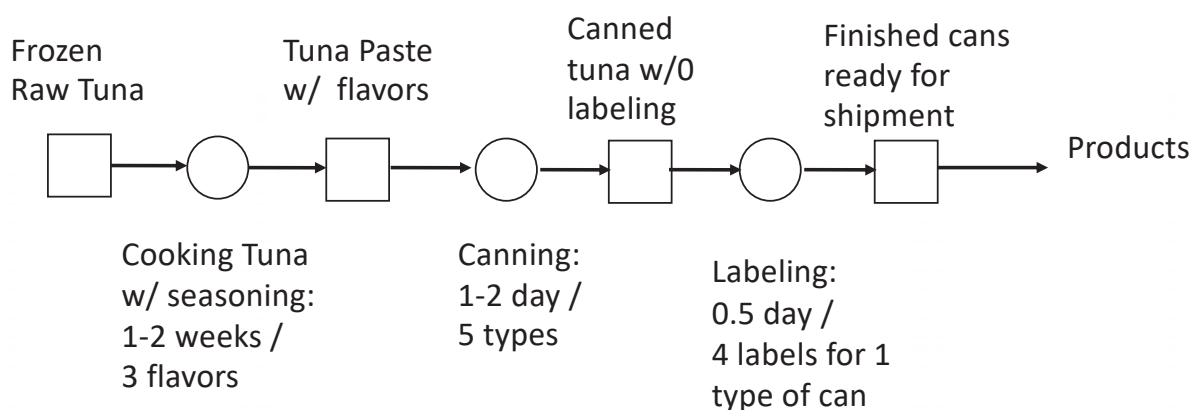 Frozen
Raw Tuna
Tuna Paste
w/ flavors
Canned
tuna w/0
labeling
Finished cans
ready for
shipment
Products
Cooking Tuna
w/ seasoning:
1-2 weeks /
3 flavors
Canning:
1-2 day /
5 types
Labeling:
0.5 day /
4 labels for 1
type of can